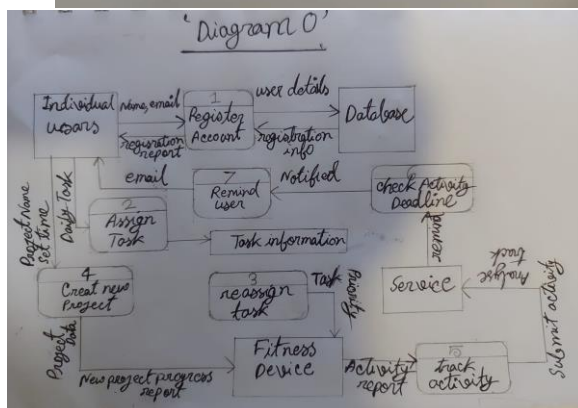 'Diagram 0'
Individual
users
Name, email
registration
report
1
Register
Account
user details
registration
info
Database
email
7
Remind
user
Notified
Check Activity
Deadline
Project Name
Set time
Daily Task
2
Assign
Task
Task information
remind
Service
Analyse
track
Submit activity
4
Creat new
Project
3
reassign
task
Task
Priority
Project
Data
New project progress
report
Fitness
Device
Activity
report
5
track
activity